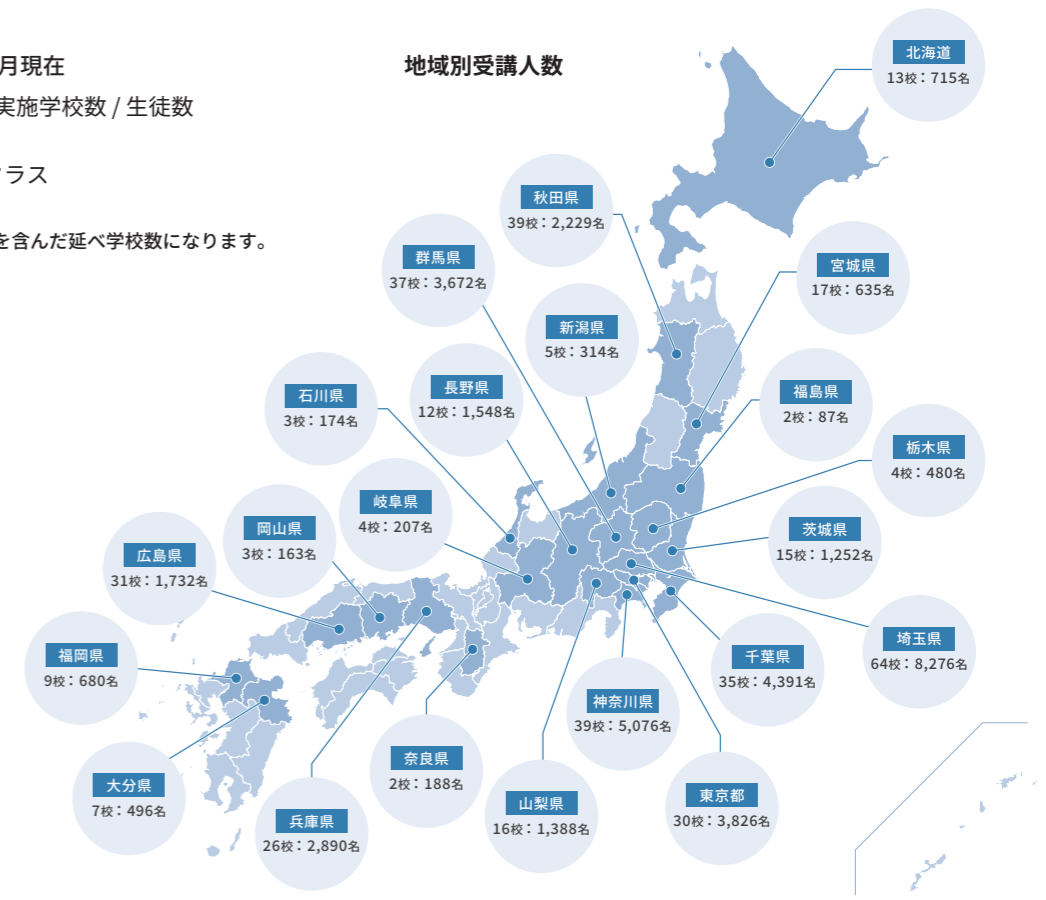 月現在
地域別受講人数
実施学校数 / 生徒数
ラス
を含んだ延べ学校数になります。
北海道
13校：715名
秋田県
39校：2,229名
群馬県
37校：3,672名
宮城県
17校：635名
新潟県
5校：314名
長野県
12校：1,548名
石川県
3校：174名
福島県
2校：87名
栃木県
4校：480名
岐阜県
4校：207名
岡山県
3校：163名
広島県
31校：1,732名
茨城県
15校：1,252名
埼玉県
64校：8,276名
福岡県
9校：680名
千葉県
35校：4,391名
神奈川県
39校：5,076名
奈良県
2校：188名
大分県
7校：496名
東京都
30校：3,826名
山梨県
16校：1,388名
兵庫県
26校：2,890名